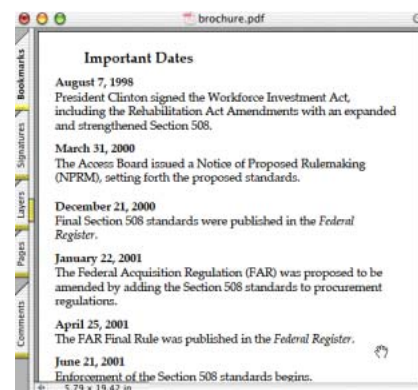 brochure.pdf
Bookmarks
Signatures
Layers
Pages
Comments
Important Dates
August 7, 1998
President Clinton signed the Workforce Investment Act,
including the Rehabilitation Act Amendments with an expanded
and strengthened Section 508.
March 31, 2000
The Access Board issued a Notice of Proposed Rulemaking
(NPRM), setting forth the proposed standards.
December 21, 2000
Final Section 508 standards were published in the Federal
Register.
January 22, 2001
The Federal Acquisition Regulation (FAR) was proposed to be
amended by adding the Section 508 standards to procurement
regulations.
April 25, 2001
The FAR Final Rule was published in the Federal Register.
June 21, 2001
Enforcement of the Section 508 standards begins.
5.79 x 19.42 in